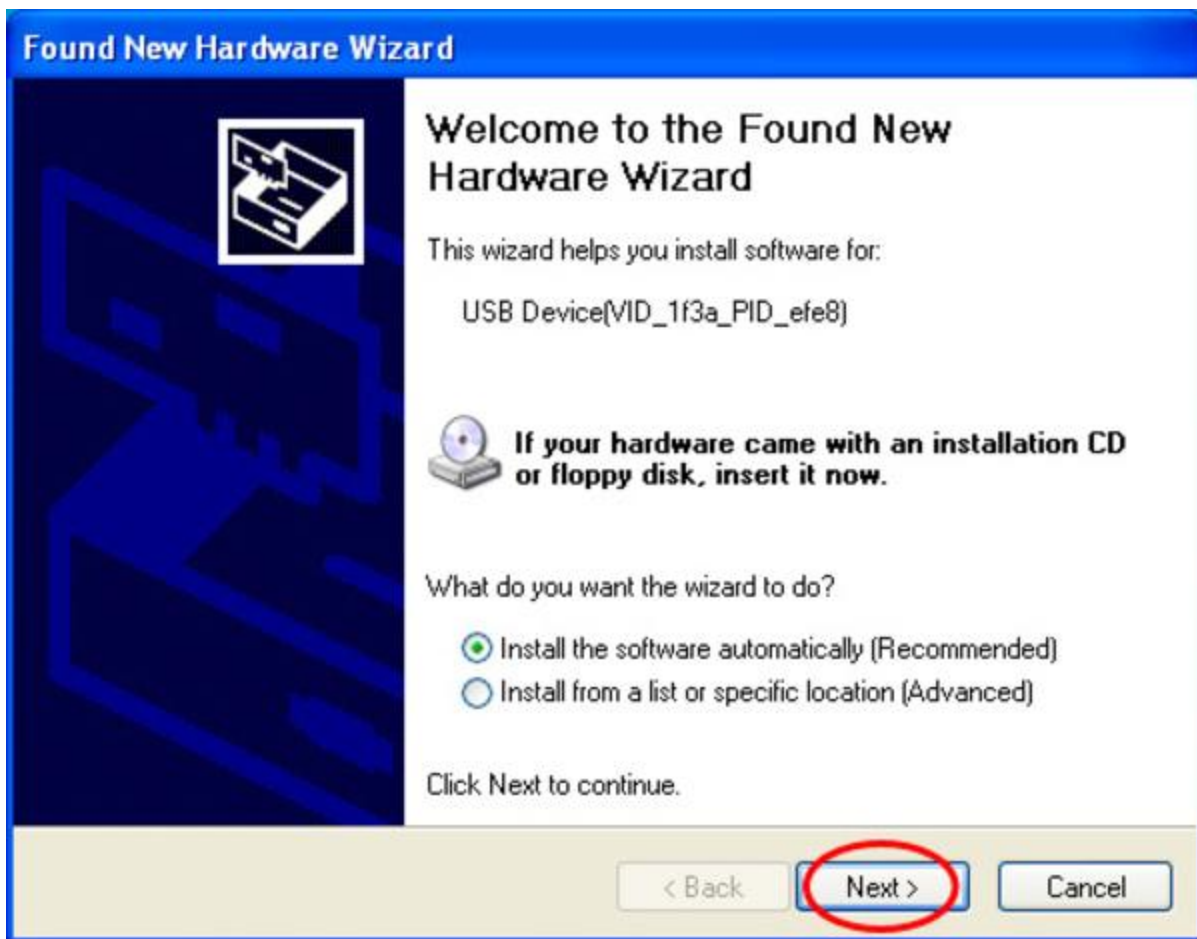 Found New Hardware Wizard
Welcome to the Found New
Hardware Wizard
This wizard helps you install software for:
USB Device(VID_1f3a_PID_efe8)
If your hardware came with an installation CD
or floppy disk, insert it now.
What do you want the wizard to do?
Install the software automatically (Recommended)
Install from a list or specific location (Advanced)
Click Next to continue.
< Back Next > Cancel